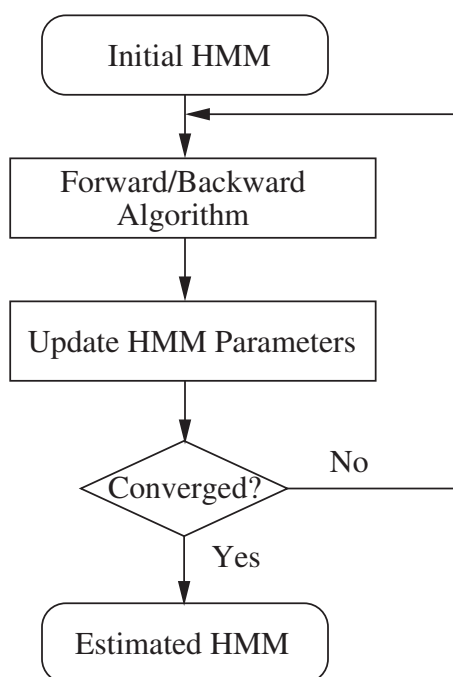 Initial HMM
Forward/Backward
Algorithm
Update HMM Parameters
Converged?
No
Yes
Estimated HMM